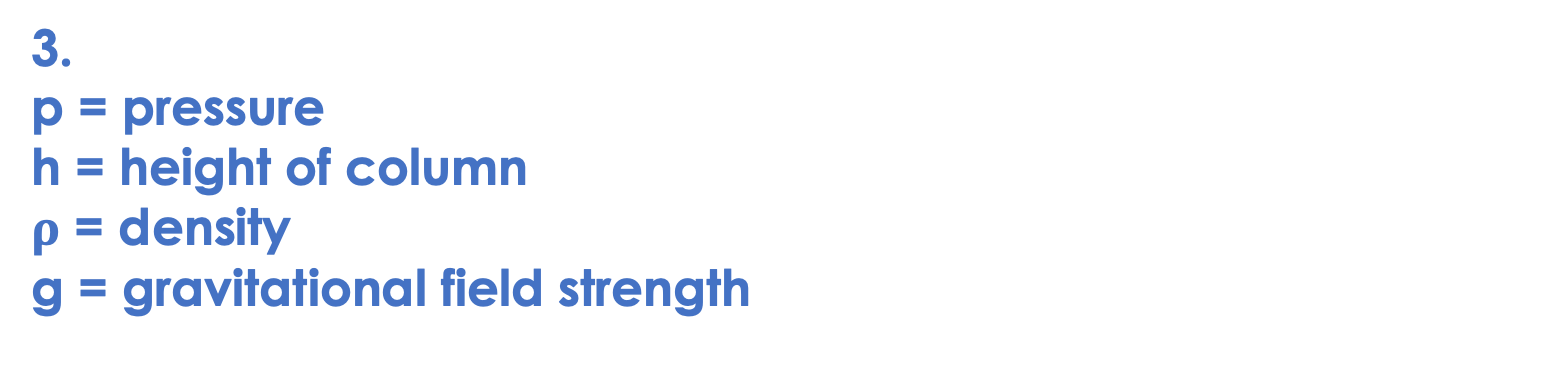 3.
p = pressure
h = height of column
ρ = density
g = gravitational field strength